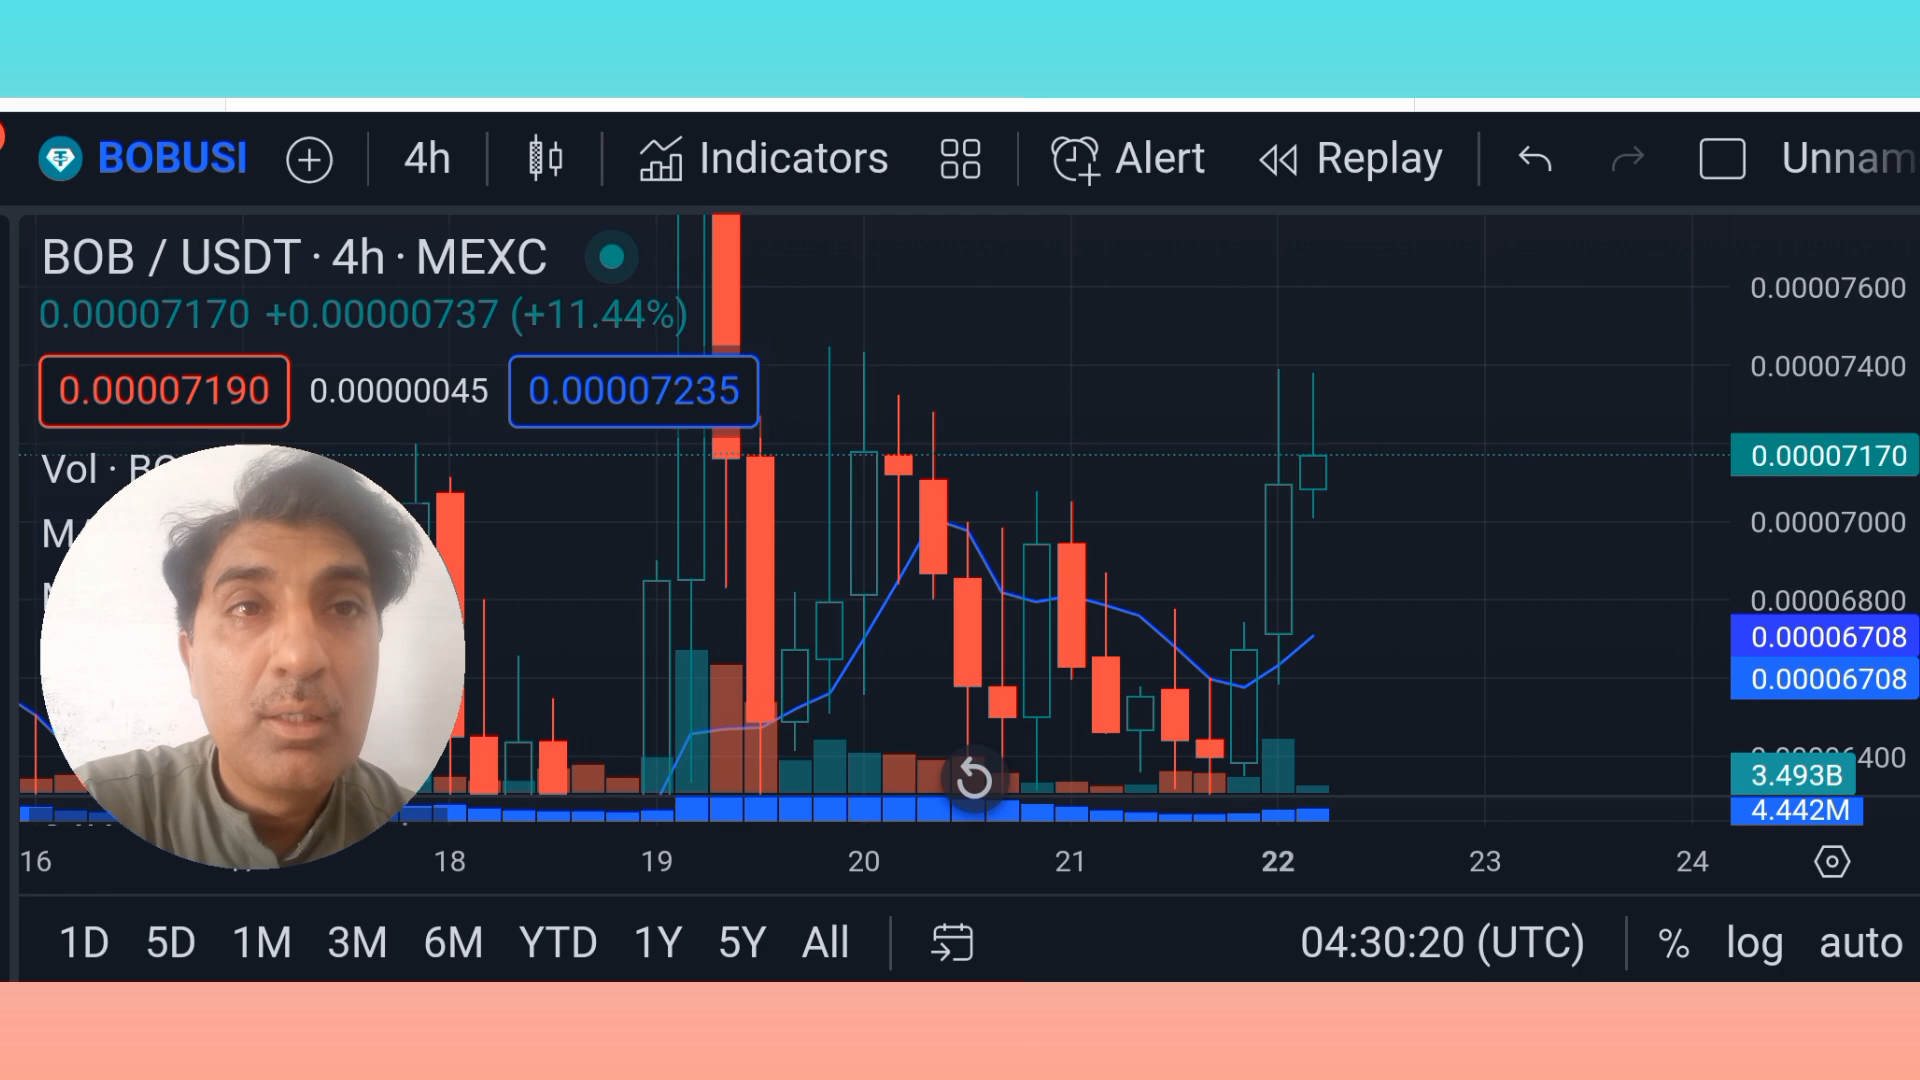 BOBUSI 4h Indicators Alert Replay Unnam
BOB / USDT · 4h · MEXC
0.00007170 +0.00000737 (+11.44%)
0.00007190 0.00000045 0.00007235
Vol ·
0.00007600
0.00007400
0.00007170
0.00007000
0.00006800
0.00006708
0.00006708
400
3.493B
4.442M
16 18 19 20 21 22 23 24
1D 5D 1M 3M 6M YTD 1Y 5Y All 04:30:20 (UTC) % log auto